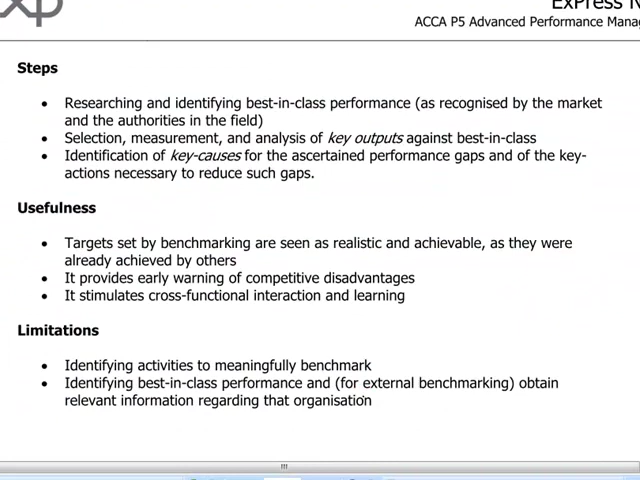 xp
ExPress N
ACCA P5 Advanced Performance Manag
Steps
• Researching and identifying best-in-class performance (as recognised by the market
and the authorities in the field)
• Selection, measurement, and analysis of key outputs against best-in-class
• Identification of key-causes for the ascertained performance gaps and of the key-
actions necessary to reduce such gaps.
Usefulness
• Targets set by benchmarking are seen as realistic and achievable, as they were
already achieved by others
• It provides early warning of competitive disadvantages
• It stimulates cross-functional interaction and learning
Limitations
• Identifying activities to meaningfully benchmark
• Identifying best-in-class performance and (for external benchmarking) obtain
relevant information regarding that organisation